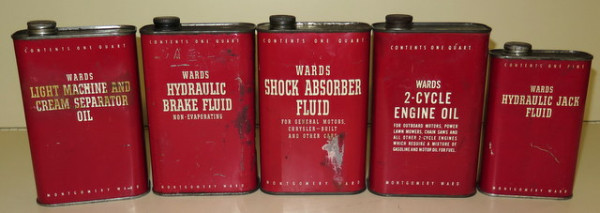 CONTENTS ONE QUART
WARDS
LIGHT MACHINE AND
CREAM SEPARATOR
OIL
MONTGOMERY WARD
CONTENTS ONE QUART
WARDS
HYDRAULIC
BRAKE FLUID
NON-EVAPORATING
MONTGOMERY WARD
CONTENTS ONE QUART
WARDS
SHOCK ABSORBER
FLUID
FOR SEVERAL MOTORS,
CHRYSLER-BUILT
AND OTHER CARS
MONTGOMERY WARD
CONTENTS ONE QUART
WARDS
2-CYCLE
ENGINE OIL
FOR OUTBOARD MOTORS, POWER
LAWN MOWERS, CHAIN SAWS AND
ALL OTHER 2-CYCLE ENGINES
WHICH REQUIRE A MIXTURE OF
GASOLINE AND MOTOR OIL FOR FUEL.
MONTGOMERY WARD
CONTENTS ONE PINT
WARDS
HYDRAULIC JACK
FLUID
MONTGOMERY WARD